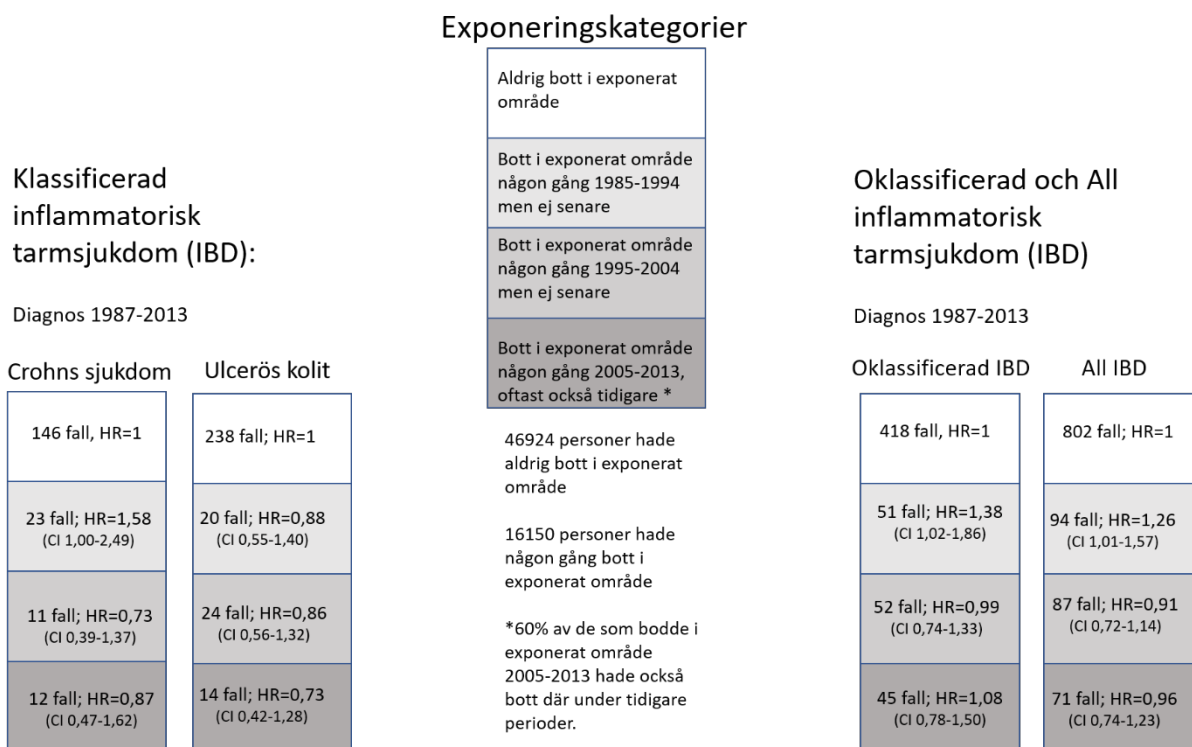 Exponeringskategorier
Aldrig bott i exponerat
område
Bott i exponerat område
någon gång 1985-1994
men ej senare
Bott i exponerat område
någon gång 1995-2004
men ej senare
Bott i exponerat område
någon gång 2005-2013,
oftast också tidigare *
46924 personer hade
aldrig bott i exponerat
område
16150 personer hade
någon gång bott i
exponerat område
*60% av de som bodde i
exponerat område
2005-2013 hade också
bott där under tidigare
perioder.
Klassificerad
inflammatorisk
tarmsjukdom (IBD):
Diagnos 1987-2013
Crohns sjukdom
146 fall, HR=1
23 fall; HR=1,58
(CI 1,00-2,49)
11 fall; HR=0,73
(CI 0,39-1,37)
12 fall; HR=0,87
(CI 0,47-1,62)
Ulcerös kolit
238 fall; HR=1
20 fall; HR=0,88
(CI 0,55-1,40)
24 fall; HR=0,86
(CI 0,56-1,32)
14 fall; HR=0,73
(CI 0,42-1,28)
Oklassificerad och All
inflammatorisk
tarmsjukdom (IBD)
Diagnos 1987-2013
Oklassificerad IBD
418 fall, HR=1
51 fall; HR=1,38
(CI 1,02-1,86)
52 fall; HR=0,99
(CI 0,74-1,33)
45 fall; HR=1,08
(CI 0,78-1,50)
All IBD
802 fall; HR=1
94 fall; HR=1,26
(CI 1,01-1,57)
87 fall; HR=0,91
(CI 0,72-1,14)
71 fall; HR=0,96
(CI 0,74-1,23)